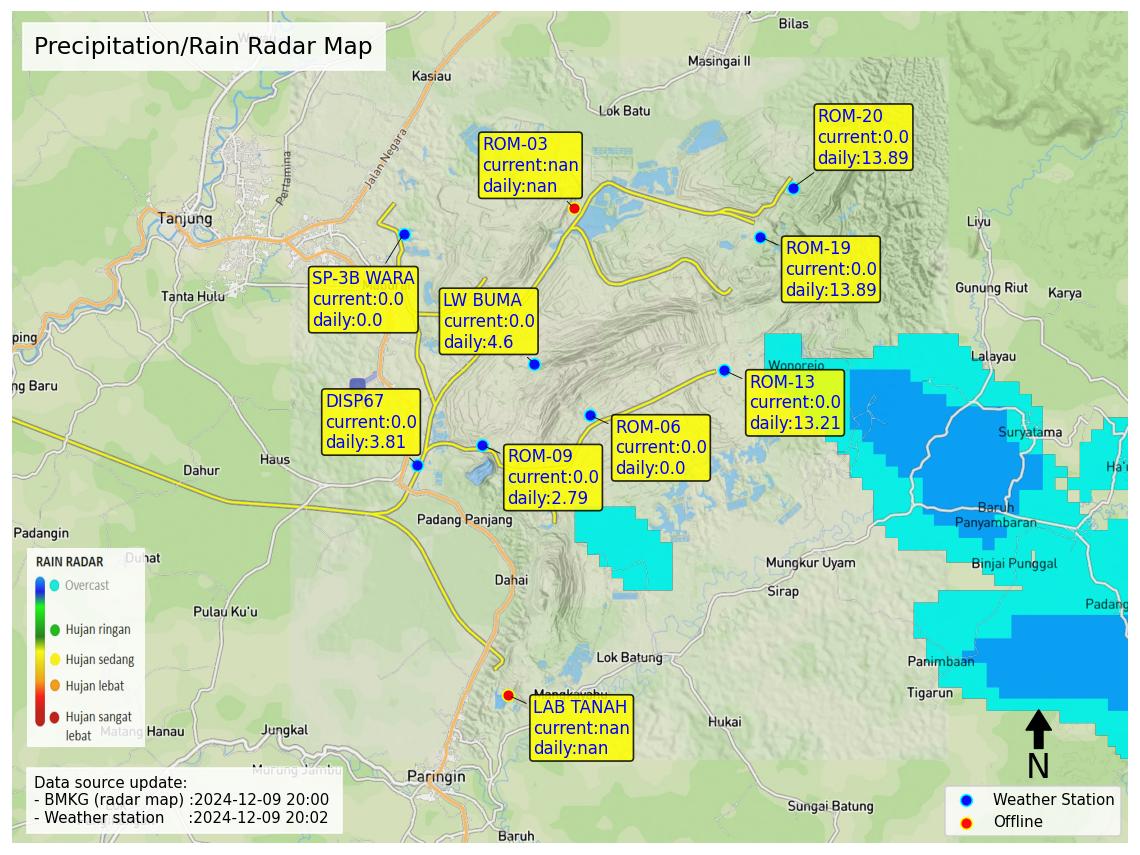 Precipitation/Rain Radar Map
Bilas
Masingai II
Kasiau
Lok Batu
Jalan Negara
Pertamina
ROM-20
current:0.0
daily:13.89
ROM-03
current:nan
daily:nan
Tanjung
Liyu
ROM-19
current:0.0
daily:13.89
SP-3B WARA
current:0.0
daily:0.0
Tanta Hulu
LW BUMA
current:0.0
daily:4.6
Gunung Riut
Karya
ping
Lalayau
Wonorejo
ng Baru
ROM-13
current:0.0
daily:13.21
DISP67
current:0.0
daily:3.81
ROM-06
current:0.0
daily:0.0
Suryatama
ROM-09
current:0.0
daily:2.79
Haus
Dahur
Ha'u
Baruh
Panyambaran
Padang Panjang
Padangin
Duhat
Mungkur Uyam
Binjai Punggal
Dahai
Sirap
Padang
Pulau Ku'u
RAIN RADAR
Overcast
Hujan ringan
Hujan sedang
Hujan lebat
Hujan sangat
lebat
Lok Batung
Panimbaan
Tigarun
LAB TANAH
current:nan
daily:nan
Hukai
Matang Hanau
Jungkal
Murung Jambu
Paringin
N
Data source update:
- BMKG (radar map) :2024-12-09 20:00
- Weather station :2024-12-09 20:02
Sungai Batung
Baruh
Weather Station
Offline